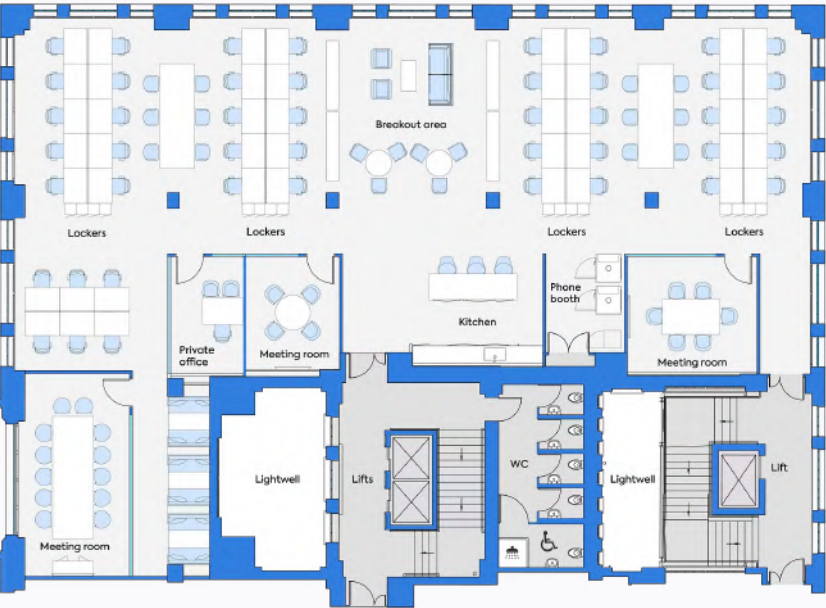 Breakout area
Lockers
Lockers
Lockers
Lockers
Private
office
Meeting room
Kitchen
Phone
booth
Meeting room
Meeting room
Lightwell
Lifts
WC
Lightwell
Lift